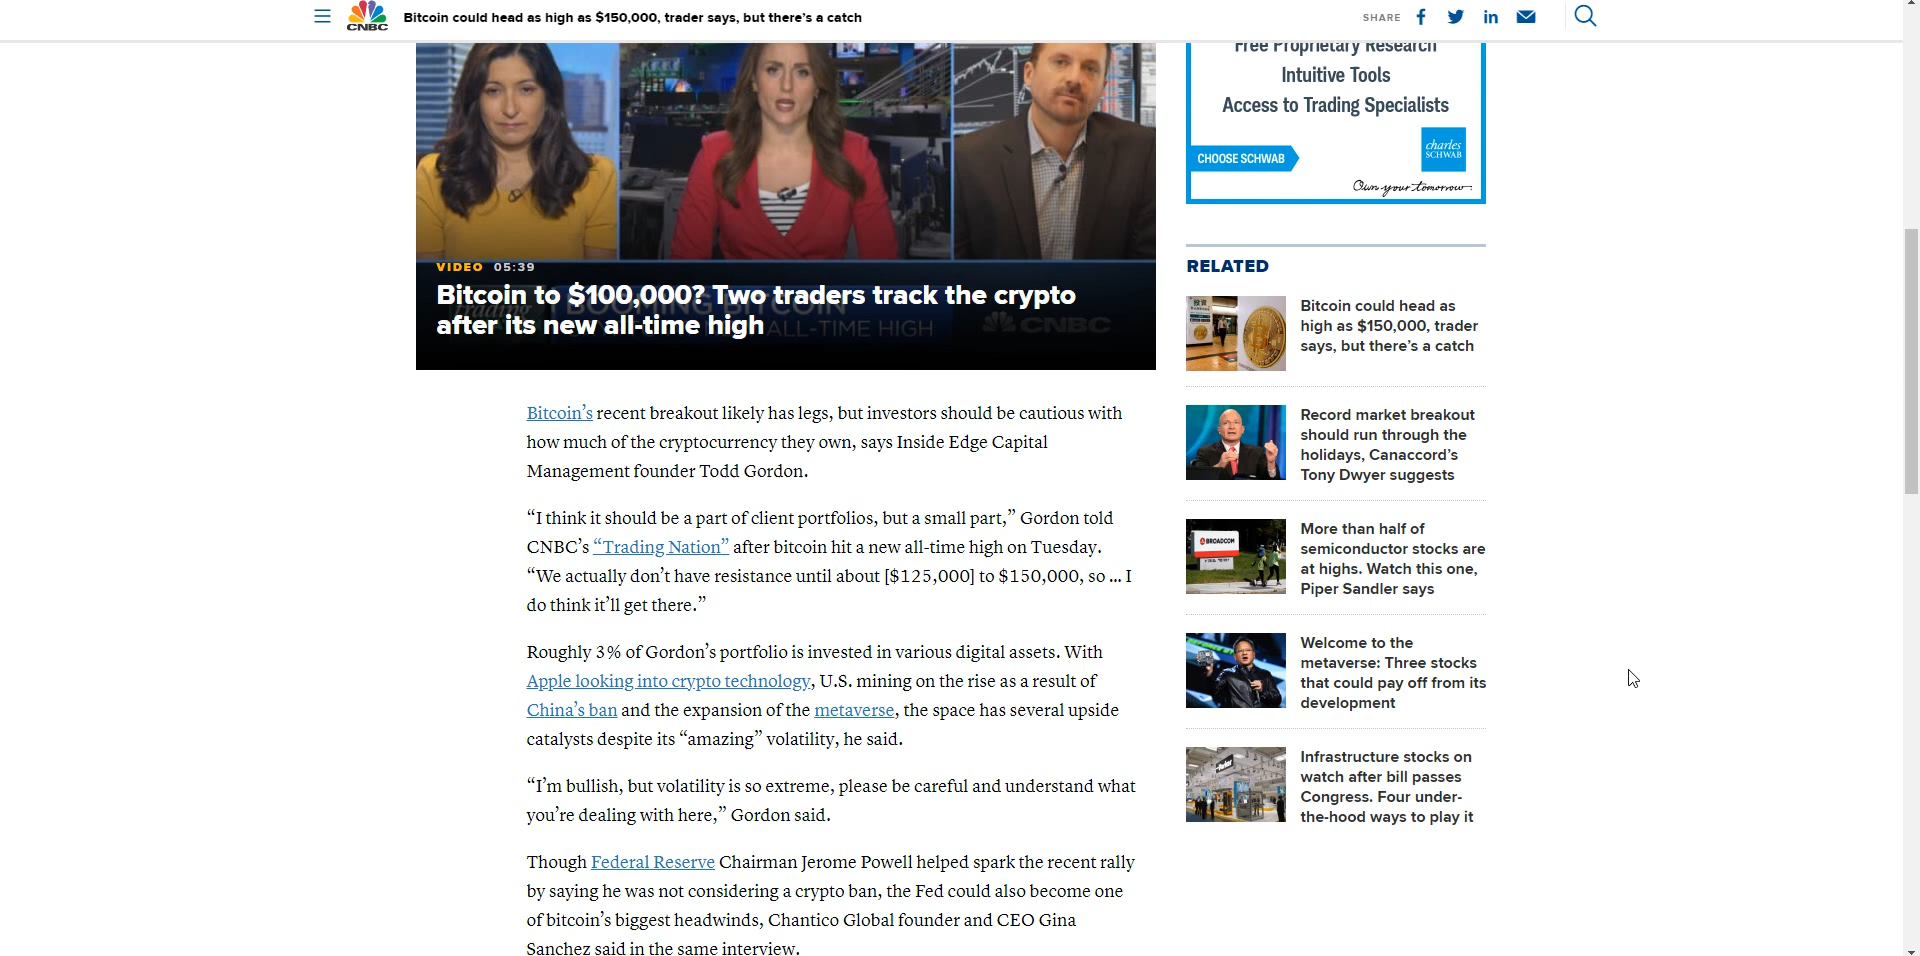 CNBC
Bitcoin could head as high as $150,000, trader says, but there’s a catch
SHARE
Free Proprietary Research
Intuitive Tools
Access to Trading Specialists
CHOOSE SCHWAB
charles
SCHWAB
Own your tomorrow.
VIDEO 05:39
Bitcoin to $100,000? Two traders track the crypto
after its new all-time high
trading
BOOMING BITCOIN
ALL-TIME HIGH
CNBC
Bitcoin’s recent breakout likely has legs, but investors should be cautious with
how much of the cryptocurrency they own, says Inside Edge Capital
Management founder Todd Gordon.
“I think it should be a part of client portfolios, but a small part,” Gordon told
CNBC’s “Trading Nation” after bitcoin hit a new all-time high on Tuesday.
“We actually don’t have resistance until about [$125,000] to $150,000, so ... I
do think it’ll get there.”
Roughly 3% of Gordon’s portfolio is invested in various digital assets. With
Apple looking into crypto technology, U.S. mining on the rise as a result of
China’s ban and the expansion of the metaverse, the space has several upside
catalysts despite its “amazing” volatility, he said.
“I’m bullish, but volatility is so extreme, please be careful and understand what
you’re dealing with here,” Gordon said.
Though Federal Reserve Chairman Jerome Powell helped spark the recent rally
by saying he was not considering a crypto ban, the Fed could also become one
of bitcoin’s biggest headwinds, Chantico Global founder and CEO Gina
Sanchez said in the same interview.
RELATED
Bitcoin could head as
high as $150,000, trader
says, but there’s a catch
Record market breakout
should run through the
holidays, Canaccord’s
Tony Dwyer suggests
BROADCOM
More than half of
semiconductor stocks are
at highs. Watch this one,
Piper Sandler says
Welcome to the
metaverse: Three stocks
that could pay off from its
development
Infrastructure stocks on
watch after bill passes
Congress. Four under-
the-hood ways to play it